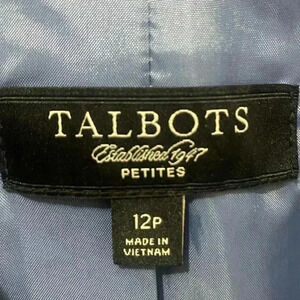 TALBOTS
Established 1947
PETITES
12P
MADE IN
VIETNAM